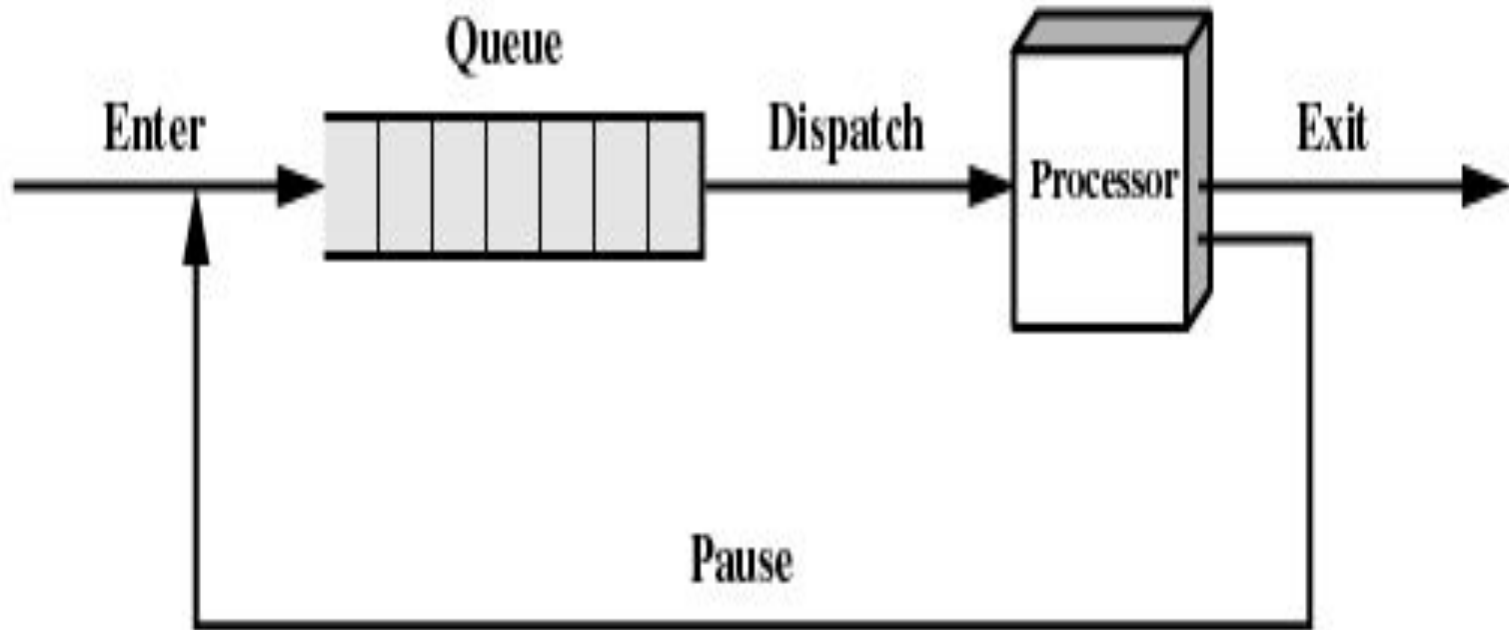 Queue
Enter
Dispatch
Exit
Processor
Pause